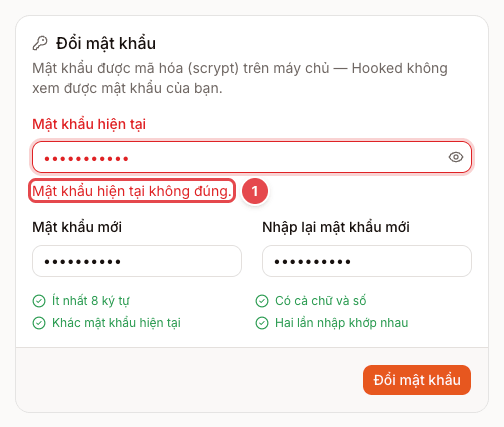 Đổi mật khẩu
Mật khẩu được mã hóa (scrypt) trên máy chủ — Hooked không
xem được mật khẩu của bạn.
Mật khẩu hiện tại
•••••••••••
Mật khẩu hiện tại không đúng.
1
Mật khẩu mới
Nhập lại mật khẩu mới
••••••••••
••••••••••
Ít nhất 8 ký tự
Có cả chữ và số
Khác mật khẩu hiện tại
Hai lần nhập khớp nhau
Đổi mật khẩu